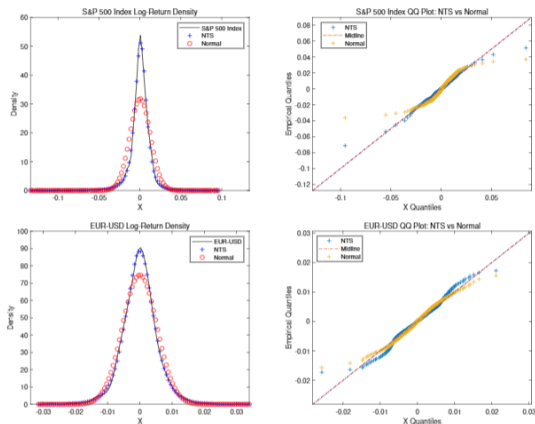 S&P 500 Index Log-Return Density
60
50
40
30
20
10
0
Density
-0.1
-0.05
0
0.05
0.1
X
S&P 500 Index
NTS
Normal
S&P 500 Index QQ Plot: NTS vs Normal
0.08
0.06
0.04
0.02
0
-0.02
-0.04
-0.06
-0.08
-0.1
-0.12
Empirical Quantiles
-0.1
-0.05
0
0.05
X Quantiles
NTS
Midline
Normal
EUR-USD Log-Return Density
100
90
80
70
60
50
40
30
20
10
0
Density
-0.03
-0.02
-0.01
0
0.01
0.02
0.03
X
EUR-USD
NTS
Normal
EUR-USD QQ Plot: NTS vs Normal
0.03
0.02
0.01
0
-0.01
-0.02
Empirical Quantiles
-0.02
-0.01
0
0.01
0.02
0.03
X Quantiles
NTS
Midline
Normal